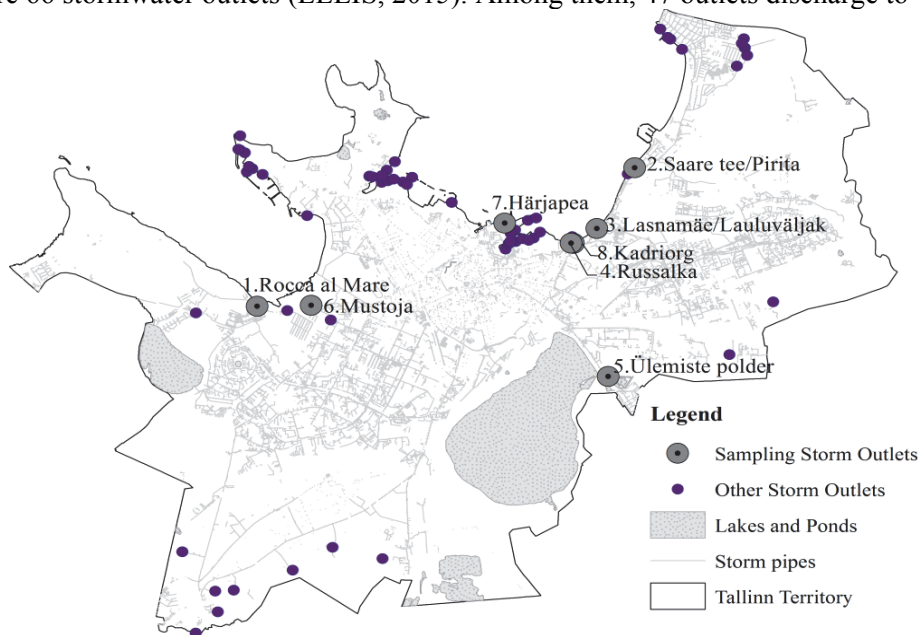 re 66 stormwater outlets (EELIS, 2015). Among them, 47 outlets discharge to
2.Saare tee/Pirita
7.Härjapea
3.Lasnamäe/Lauluväljak
8.Kadriorg
4.Russalka
1.Rocca al Mare
6.Mustoja
5.Ülemiste polder
Legend
Sampling Storm Outlets
Other Storm Outlets
Lakes and Ponds
Storm pipes
Tallinn Territory